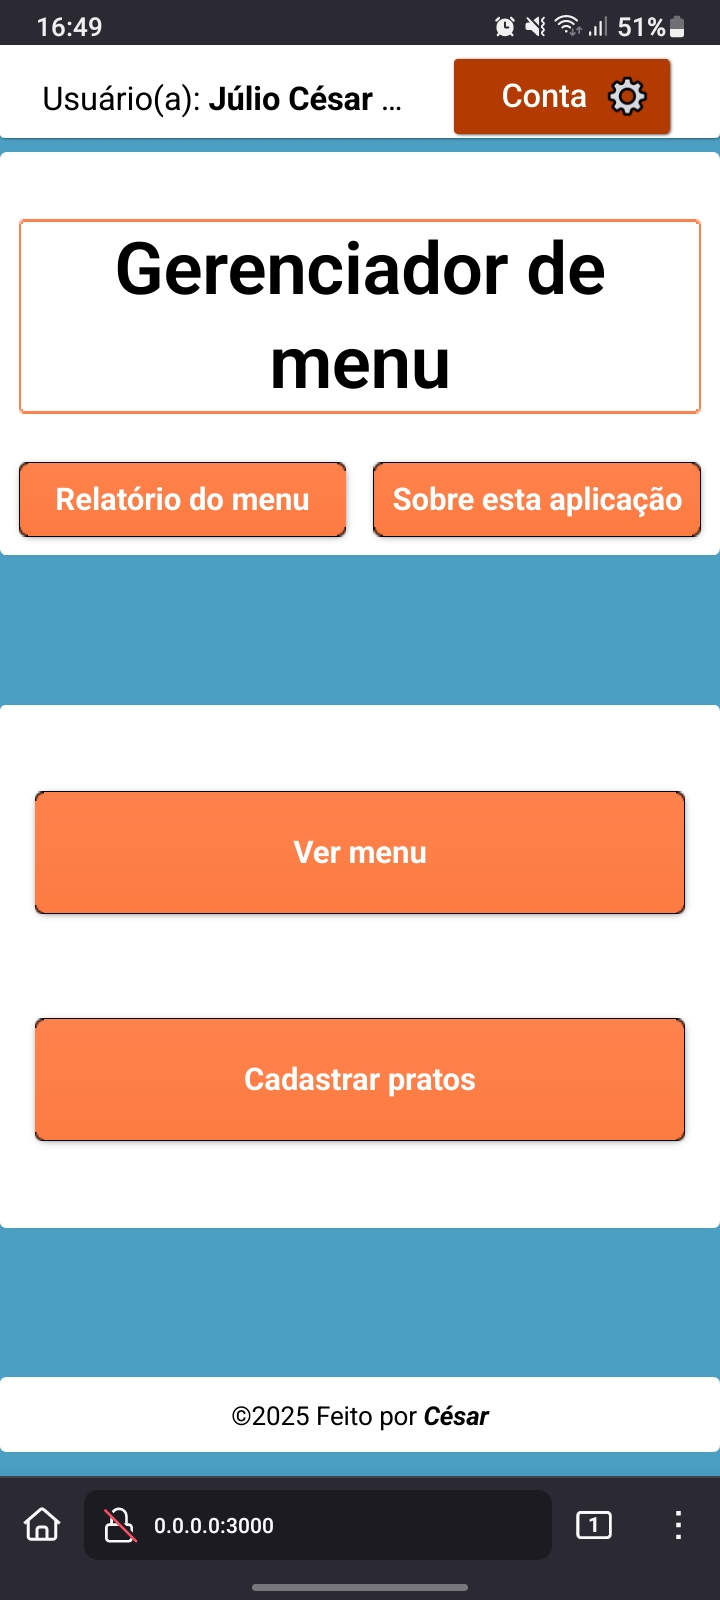 16:49
51%
Usuário(a): Júlio César ...
Conta
Gerenciador de
menu
Relatório do menu
Sobre esta aplicação
Ver menu
Cadastrar pratos
©2025 Feito por César
0.0.0.0:3000
1